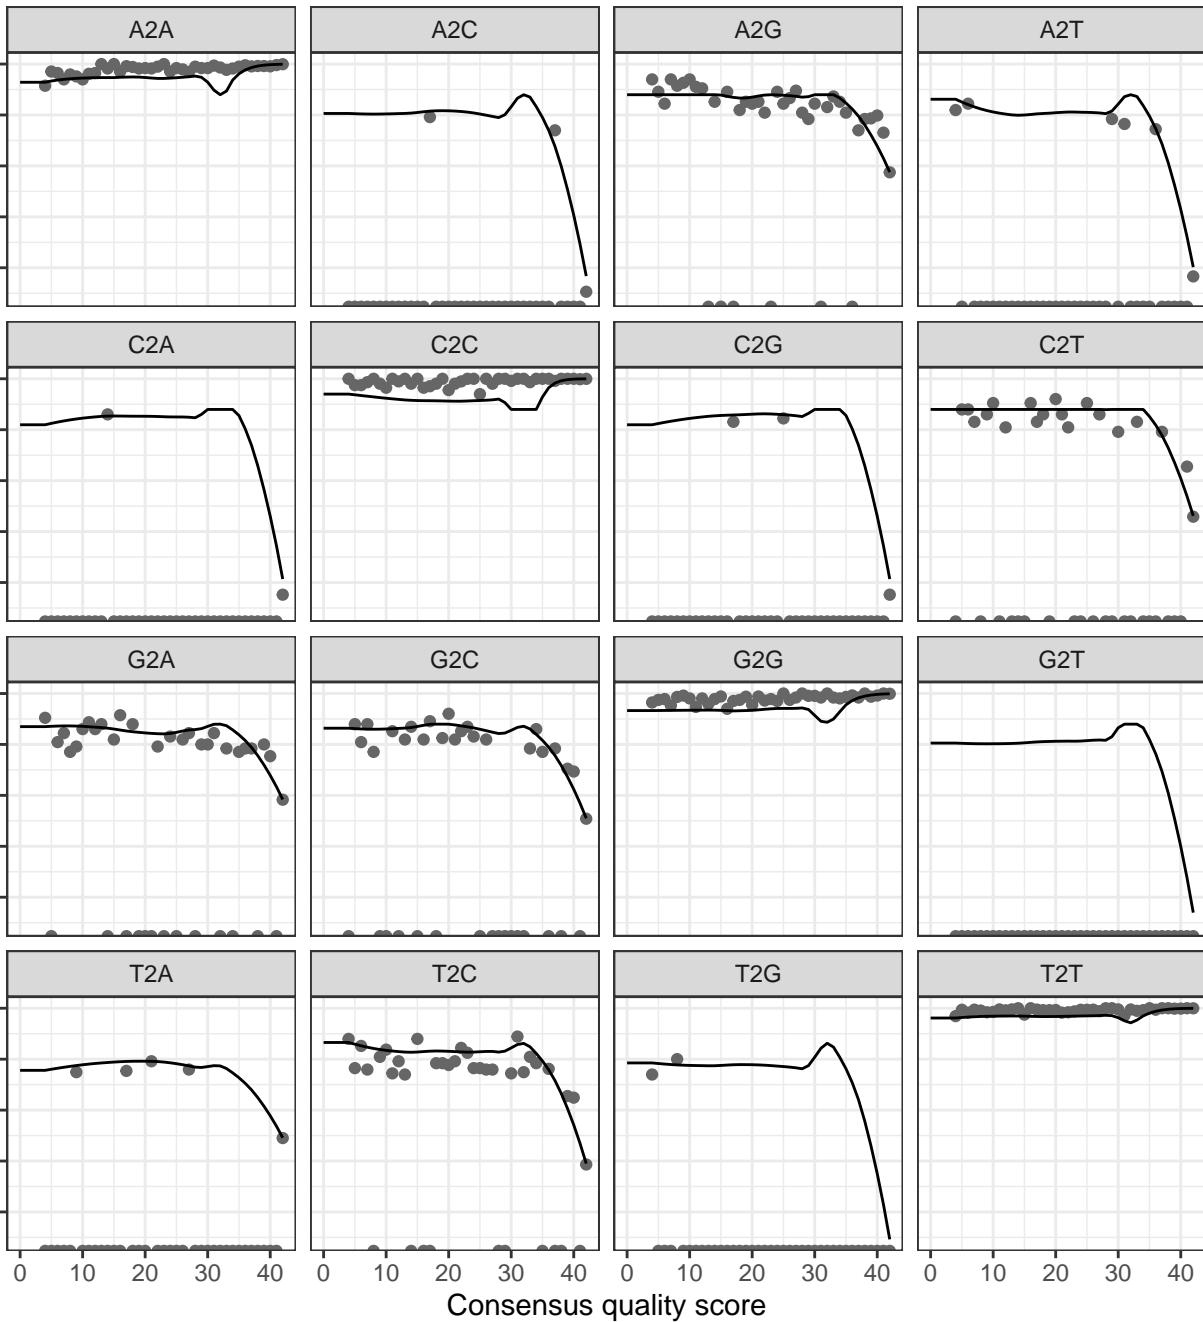 A2A A2C A2G A2T
C2A C2C C2G C2T
G2A G2C G2G G2T
T2A T2C T2G T2T
0 10 20 30 40 0 10 20 30 40 0 10 20 30 40 0 10 20 30 40
Consensus quality score